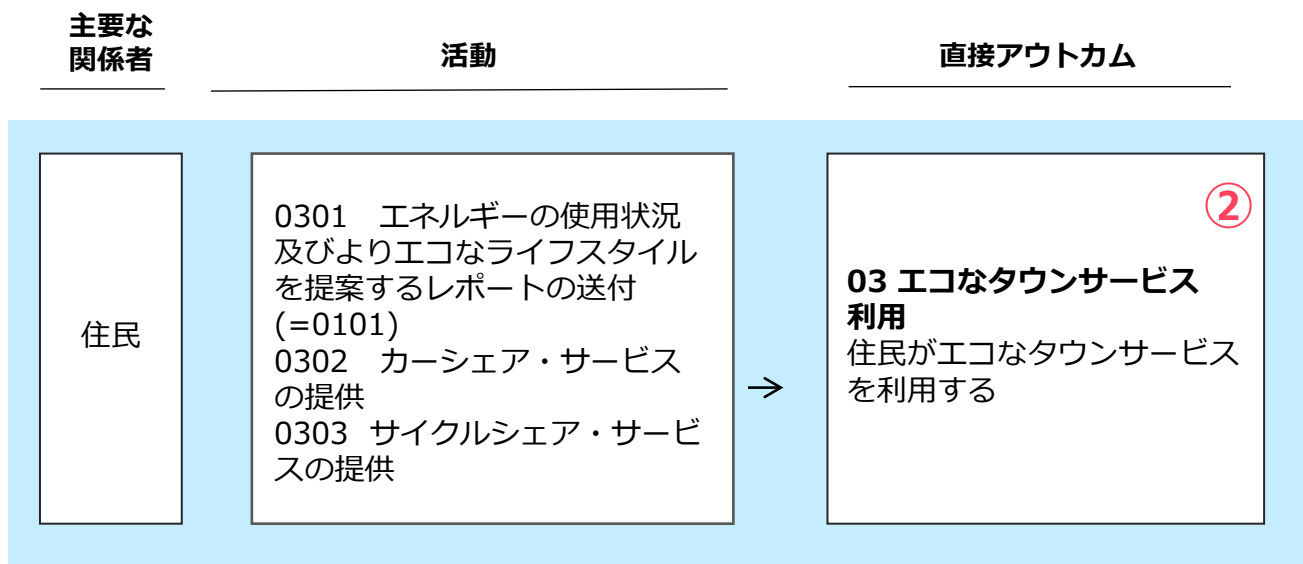 主要な
関係者
活動
直接アウトカム
住民
0301　エネルギーの使用状況
及びよりエコなライフスタイル
を提案するレポートの送付
(=0101)
0302　カーシェア・サービス
の提供
0303 サイクルシェア・サービ
スの提供
→
②
03 エコなタウンサービス
利用
住民がエコなタウンサービス
を利用する